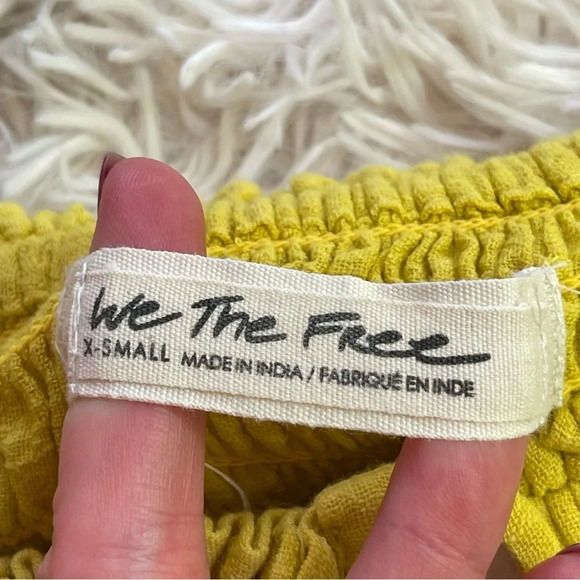 We The Free
X-SMALL MADE IN INDIA / FABRIQUÉ EN INDE